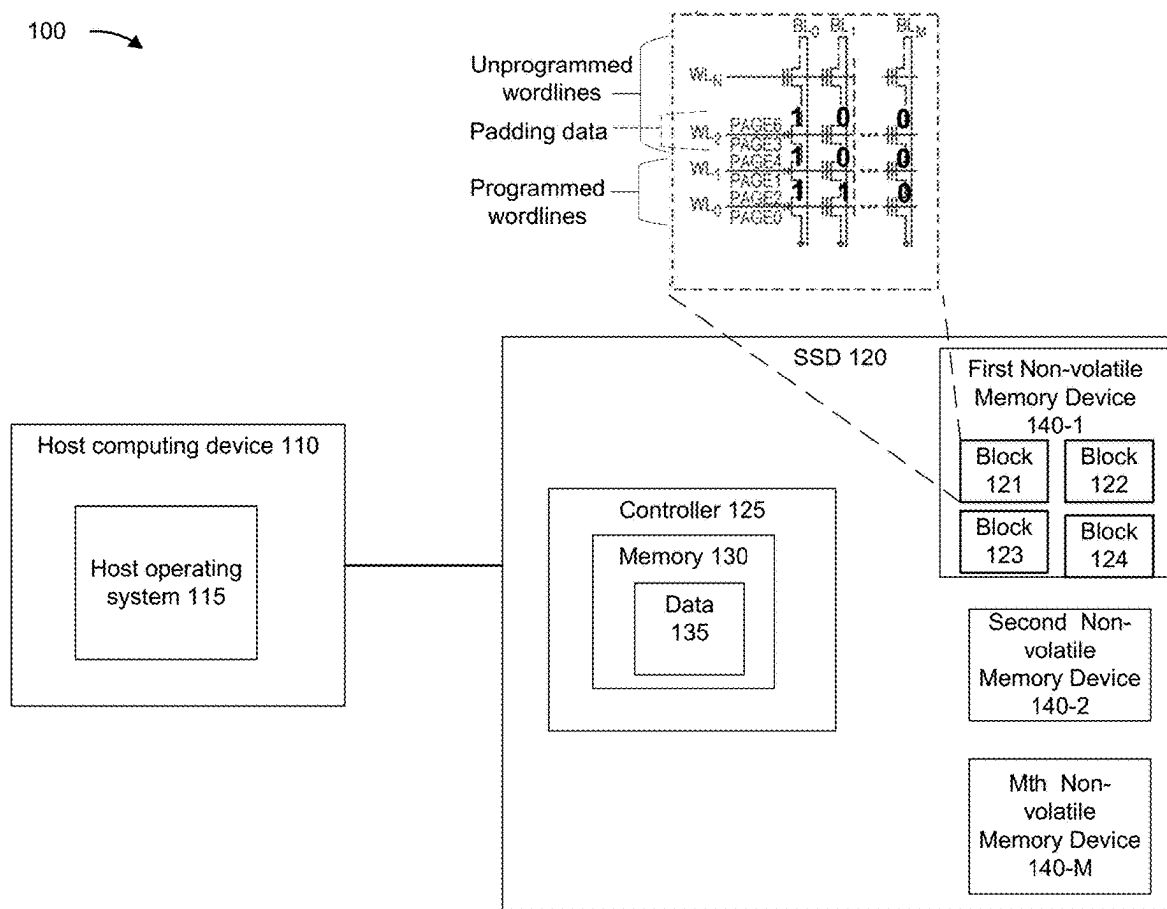 100
BL0 BL1 BLM
Unprogrammed
wordlines
WLN
Padding data
1 0 0
WL2 PAGE6
PAGE3
1 0 0
WL1 PAGE4
PAGE1
Programmed
wordlines
1 1 0
WL0 PAGE2
PAGE0
SSD 120
First Non-volatile
Memory Device
140-1
Block
121
Block
122
Block
123
Block
124
Host computing device 110
Host operating
system 115
Controller 125
Memory 130
Data
135
Second Non-
volatile
Memory Device
140-2
Mth Non-
volatile
Memory Device
140-M